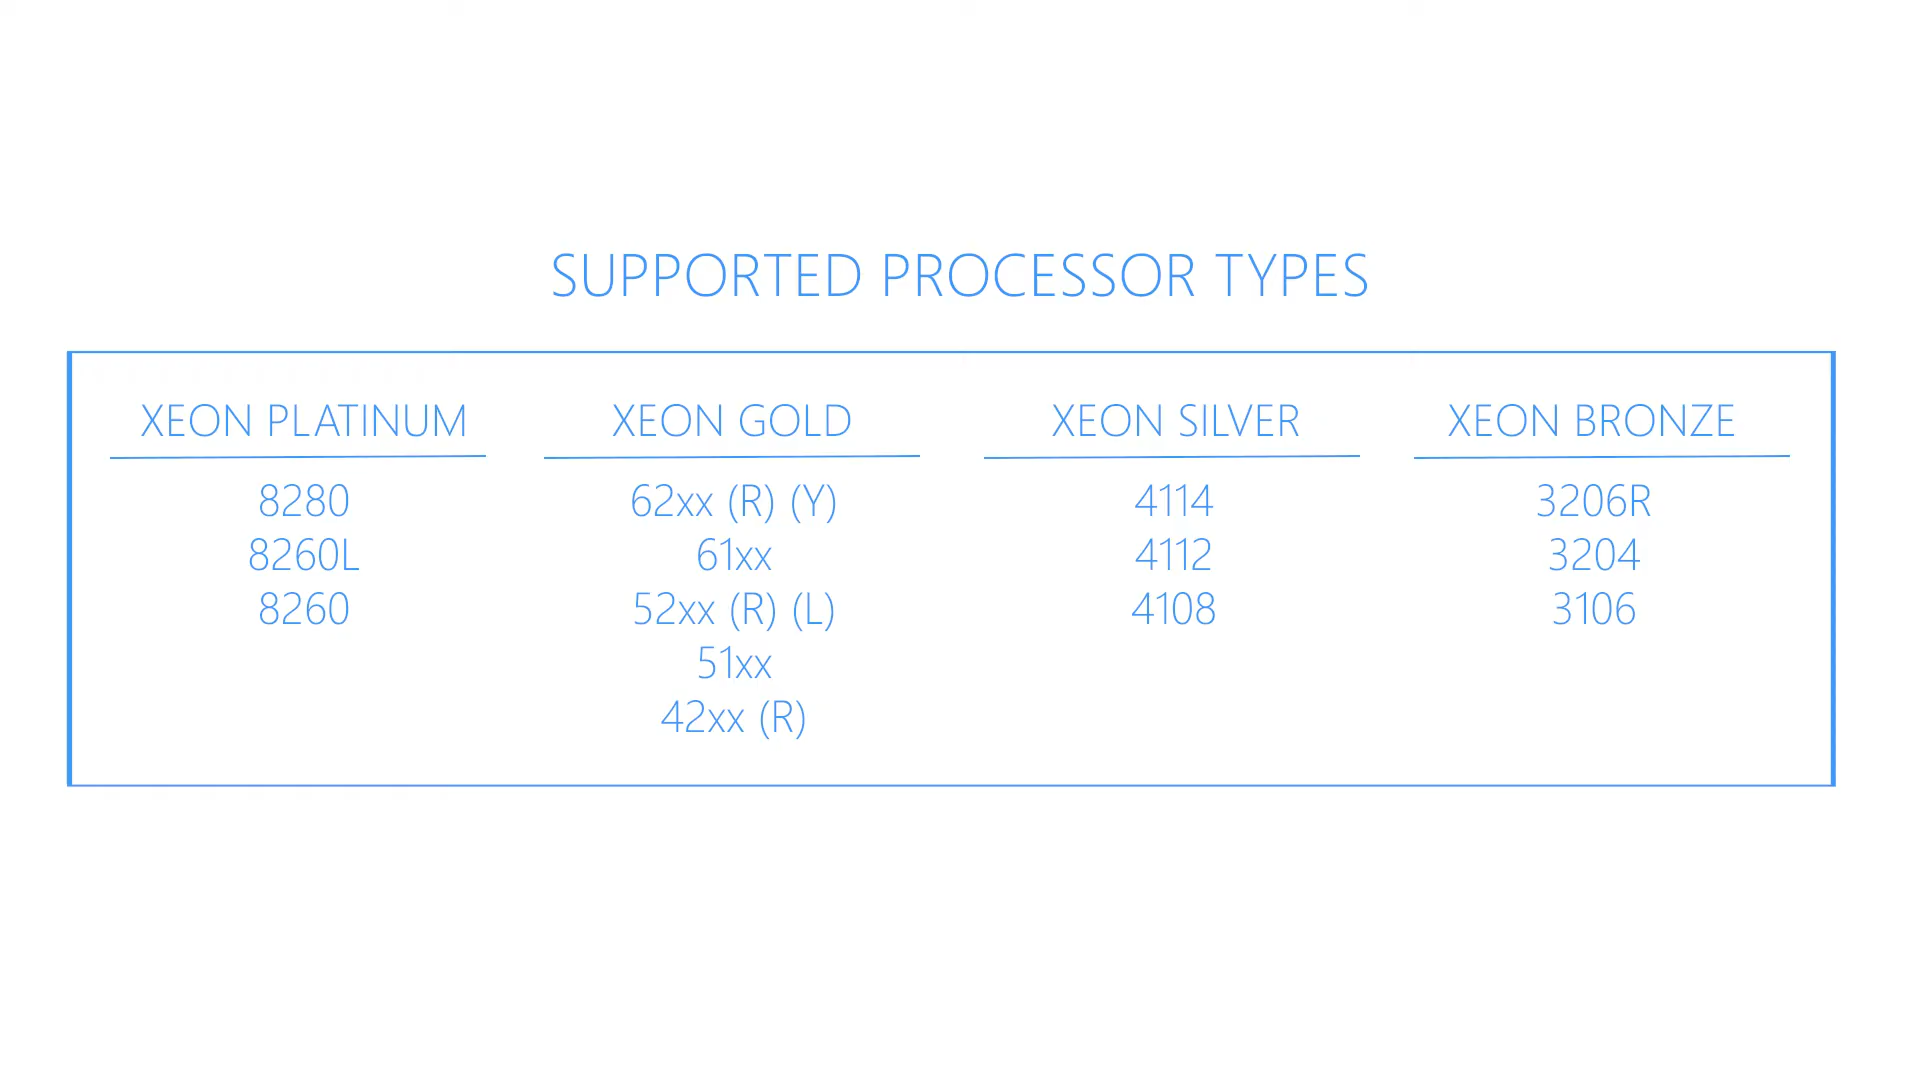 SUPPORTED PROCESSOR TYPES
XEON PLATINUM
8280
8260L
8260
XEON GOLD
62xx (R) (Y)
61xx
52xx (R) (L)
51xx
42xx (R)
XEON SILVER
4114
4112
4108
XEON BRONZE
3206R
3204
3106